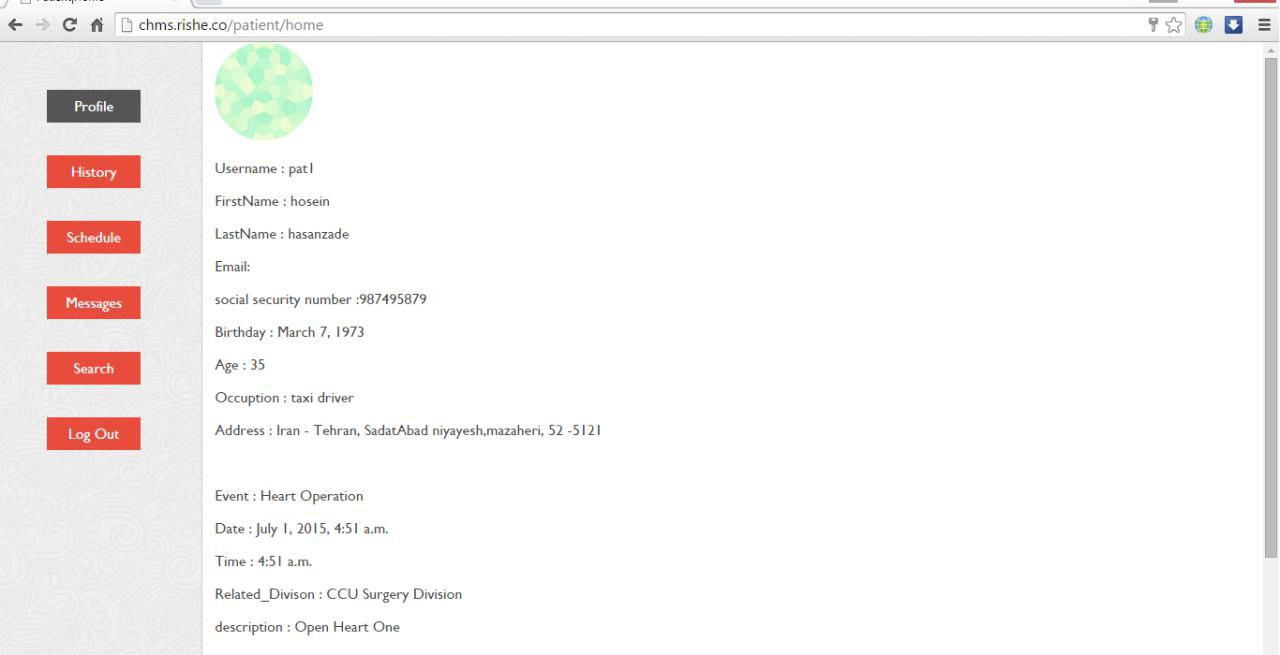 chms.rishe.co/patient/home
Profile
History
Schedule
Messages
Search
Log Out
Username : pat1
FirstName : hosein
LastName : hasanzade
Email:
social security number :987495879
Birthday : March 7, 1973
Age : 35
Occuption : taxi driver
Address : Iran - Tehran, SadatAbad niyayesh,mazaheri, 52 -5121
Event : Heart Operation
Date : July 1, 2015, 4:51 a.m.
Time : 4:51 a.m.
Related_Divison : CCU Surgery Division
description : Open Heart One